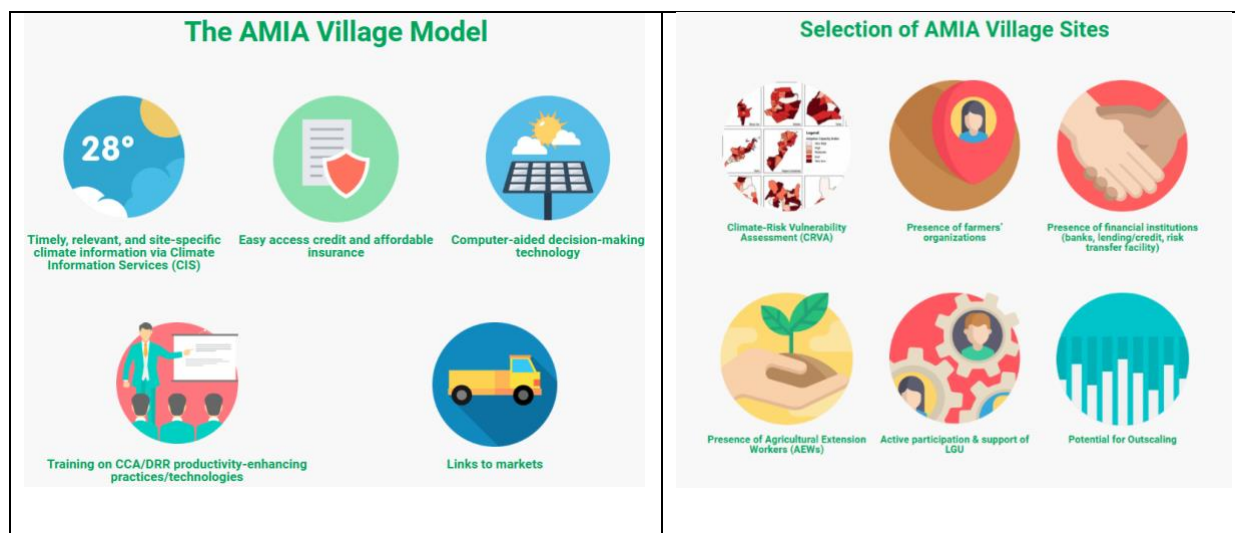 The AMIA Village Model
28°
Timely, relevant, and site-specific
climate information via Climate
Information Services (CIS)
Easy access credit and affordable
insurance
Computer-aided decision-making
technology
Training on CCA/DRR productivity-enhancing
practices/technologies
Links to markets
Selection of AMIA Village Sites
Legend
Climate-Risk Vulnerability
Assessment (CRVA)
Presence of farmers'
organizations
Presence of financial institutions
(banks, lending/credit, risk
transfer facility)
Presence of Agricultural Extension
Workers (AEWs)
Active participation & support of
LGU
Potential for Outscaling